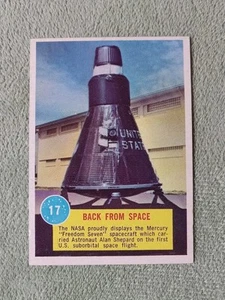 UNITED
STATES
17
BACK FROM SPACE
The NASA proudly displays the Mercury
"Freedom Seven" spacecraft which car-
ried Astronaut Alan Shepard on the first
U.S. suborbital space flight.